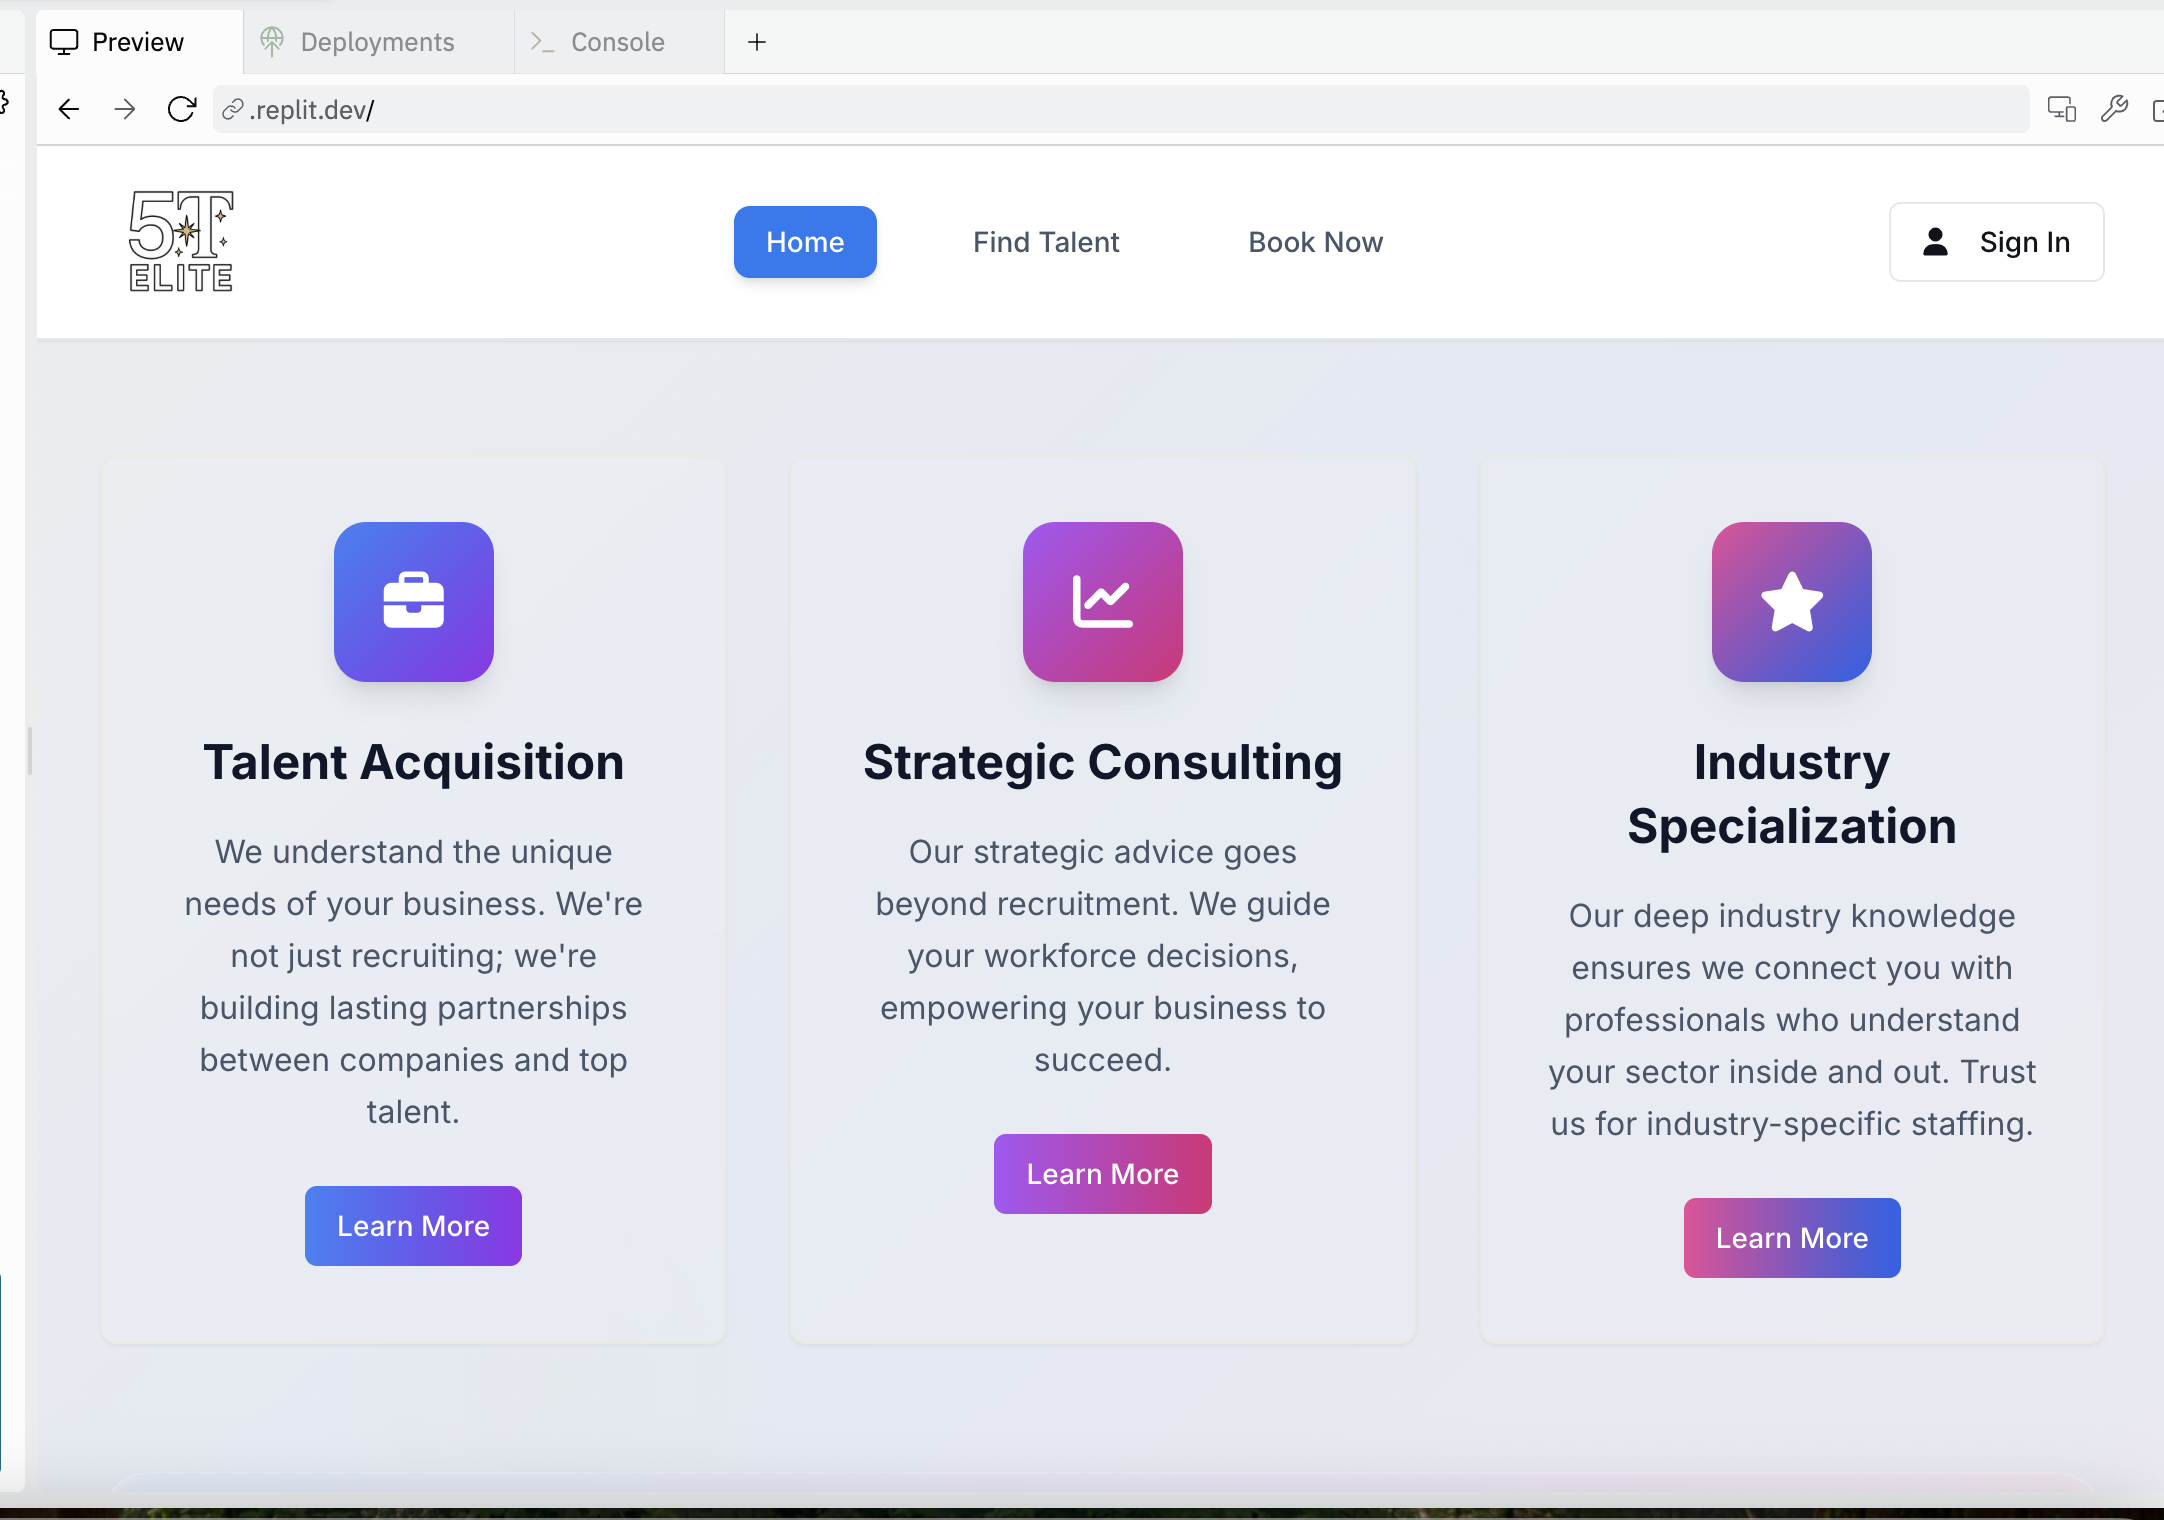 Preview
Deployments
Console
.replit.dev/
5T
ELITE
Home
Find Talent
Book Now
Sign In
Talent Acquisition
We understand the unique
needs of your business. We're
not just recruiting; we're
building lasting partnerships
between companies and top
talent.
Learn More
Strategic Consulting
Our strategic advice goes
beyond recruitment. We guide
your workforce decisions,
empowering your business to
succeed.
Learn More
Industry
Specialization
Our deep industry knowledge
ensures we connect you with
professionals who understand
your sector inside and out. Trust
us for industry-specific staffing.
Learn More